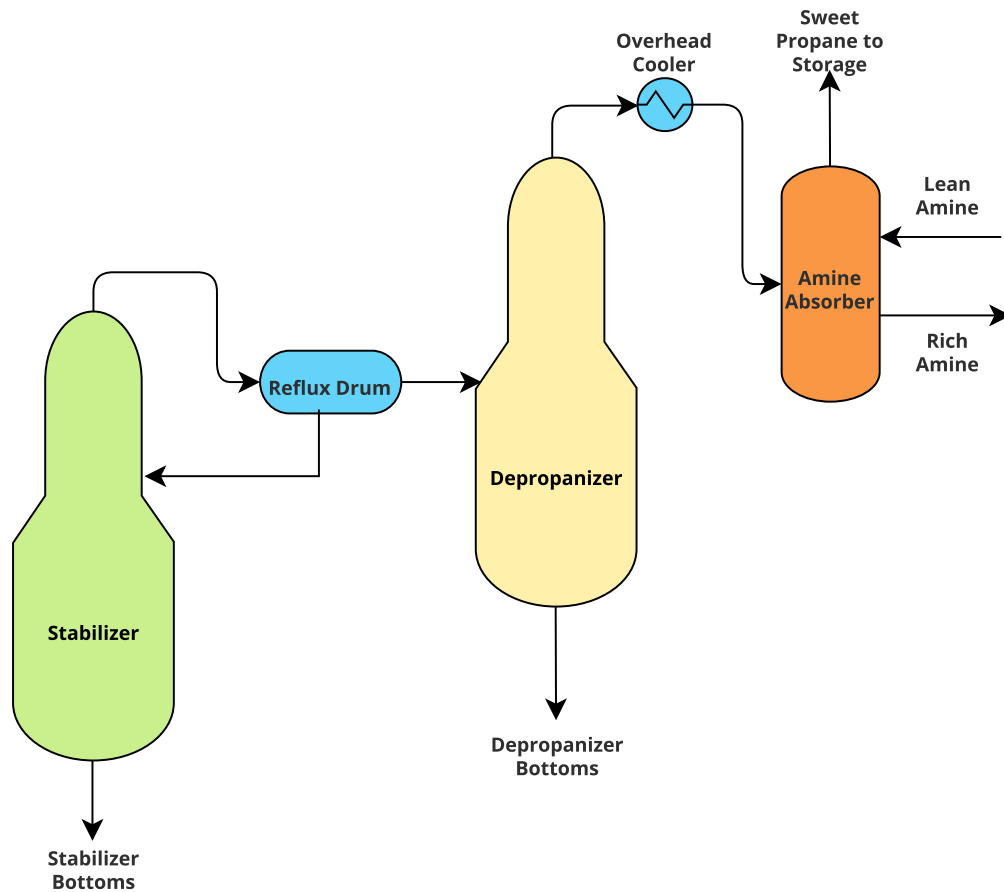 Sweet
Propane to
Storage
Overhead
Cooler
Lean
Amine
Amine
Absorber
Rich
Amine
Reflux Drum
Depropanizer
Stabilizer
Depropanizer
Bottoms
Stabilizer
Bottoms